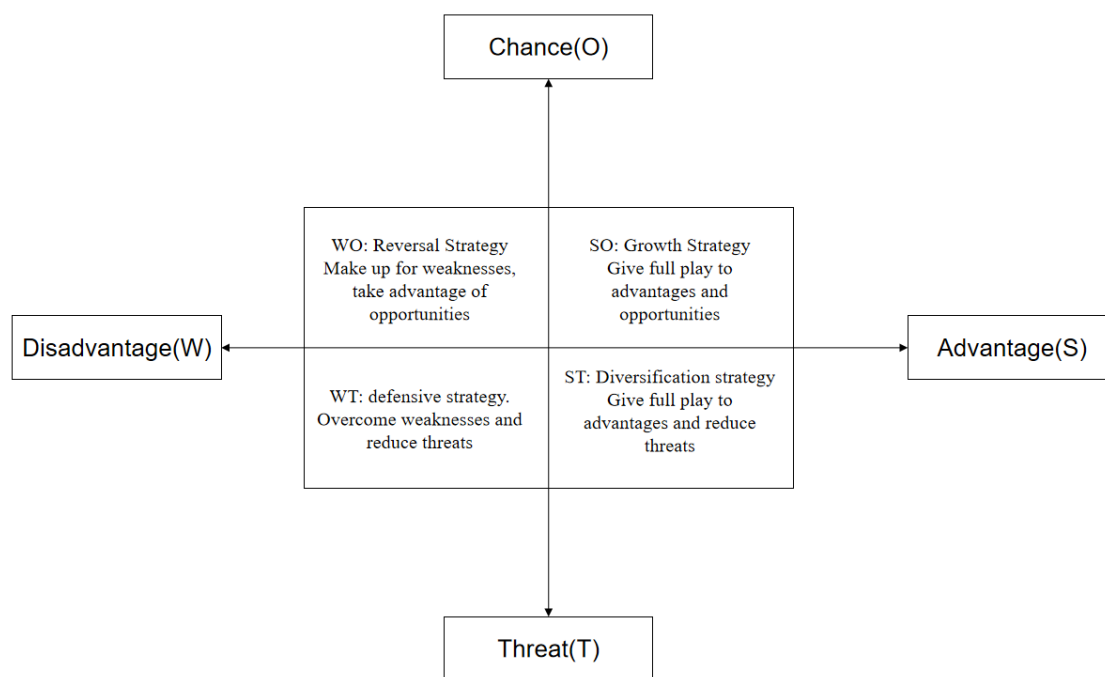 Chance(O)
WO: Reversal Strategy
Make up for weaknesses,
take advantage of
opportunities
SO: Growth Strategy
Give full play to
advantages and
opportunities
Disadvantage(W)
Advantage(S)
WT: defensive strategy.
Overcome weaknesses and
reduce threats
ST: Diversification strategy
Give full play to
advantages and reduce
threats
Threat(T)